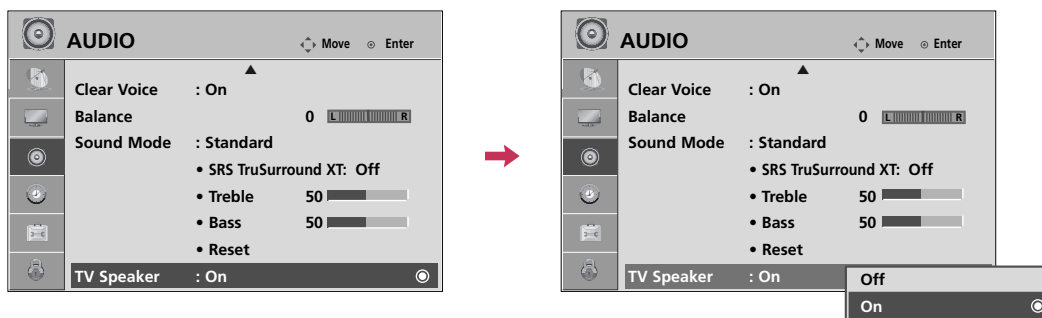 AUDIO Move Enter
Clear Voice : On
Balance 0 L R
Sound Mode : Standard
• SRS TruSurround XT: Off
• Treble 50
• Bass 50
• Reset
TV Speaker : On
AUDIO Move Enter
Clear Voice : On
Balance 0 L R
Sound Mode : Standard
• SRS TruSurround XT: Off
• Treble 50
• Bass 50
• Reset
TV Speaker : On
Off
On